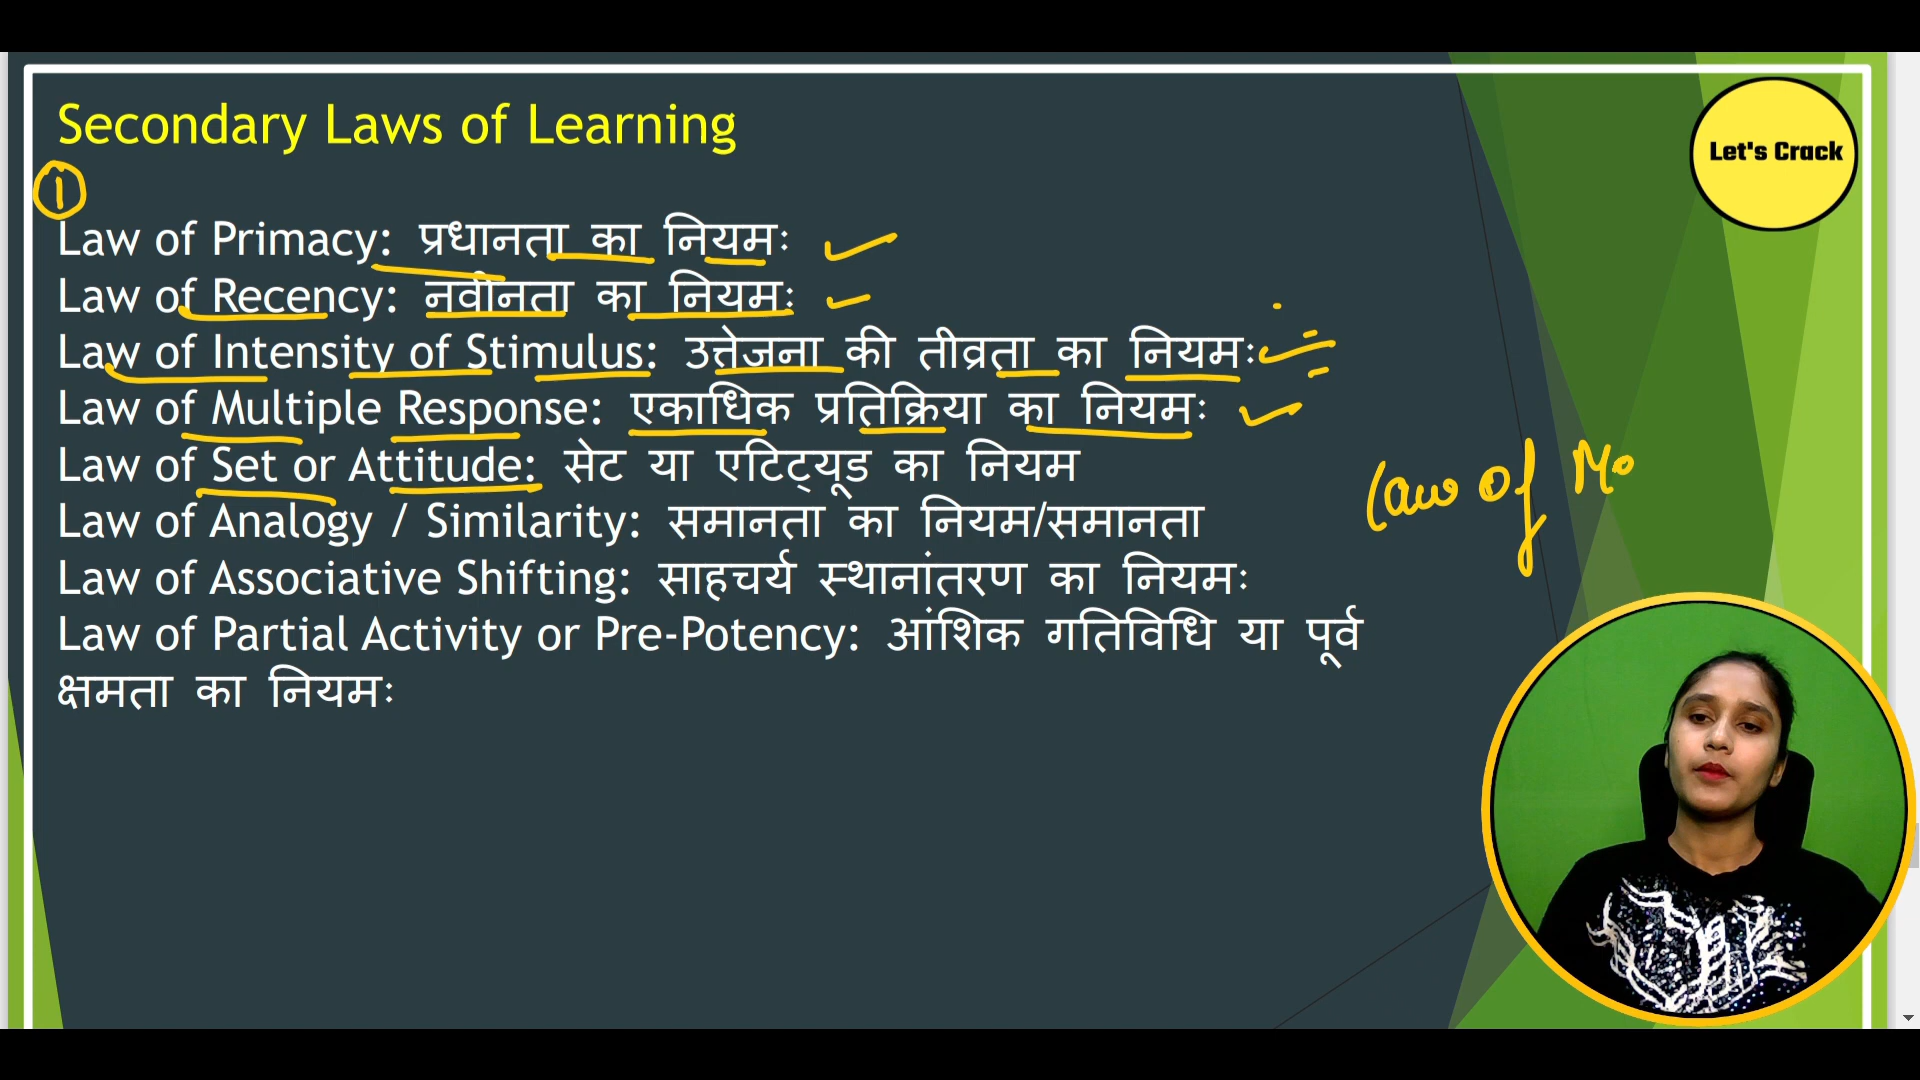 Secondary Laws of Learning
Let's Crack
1
Law of Primacy: प्रधानता का नियमः
Law of Recency: नवीनता का नियमः
Law of Intensity of Stimulus: उत्तेजना की तीव्रता का नियमः
Law of Multiple Response: एकाधिक प्रतिक्रिया का नियमः
Law of Set or Attitude: सेट या एटिट्यूड का नियम
Law of Mo
Law of Analogy / Similarity: समानता का नियम/समानता
Law of Associative Shifting: साहचर्य स्थानांतरण का नियमः
Law of Partial Activity or Pre-Potency: आंशिक गतिविधि या पूर्व
क्षमता का नियमः